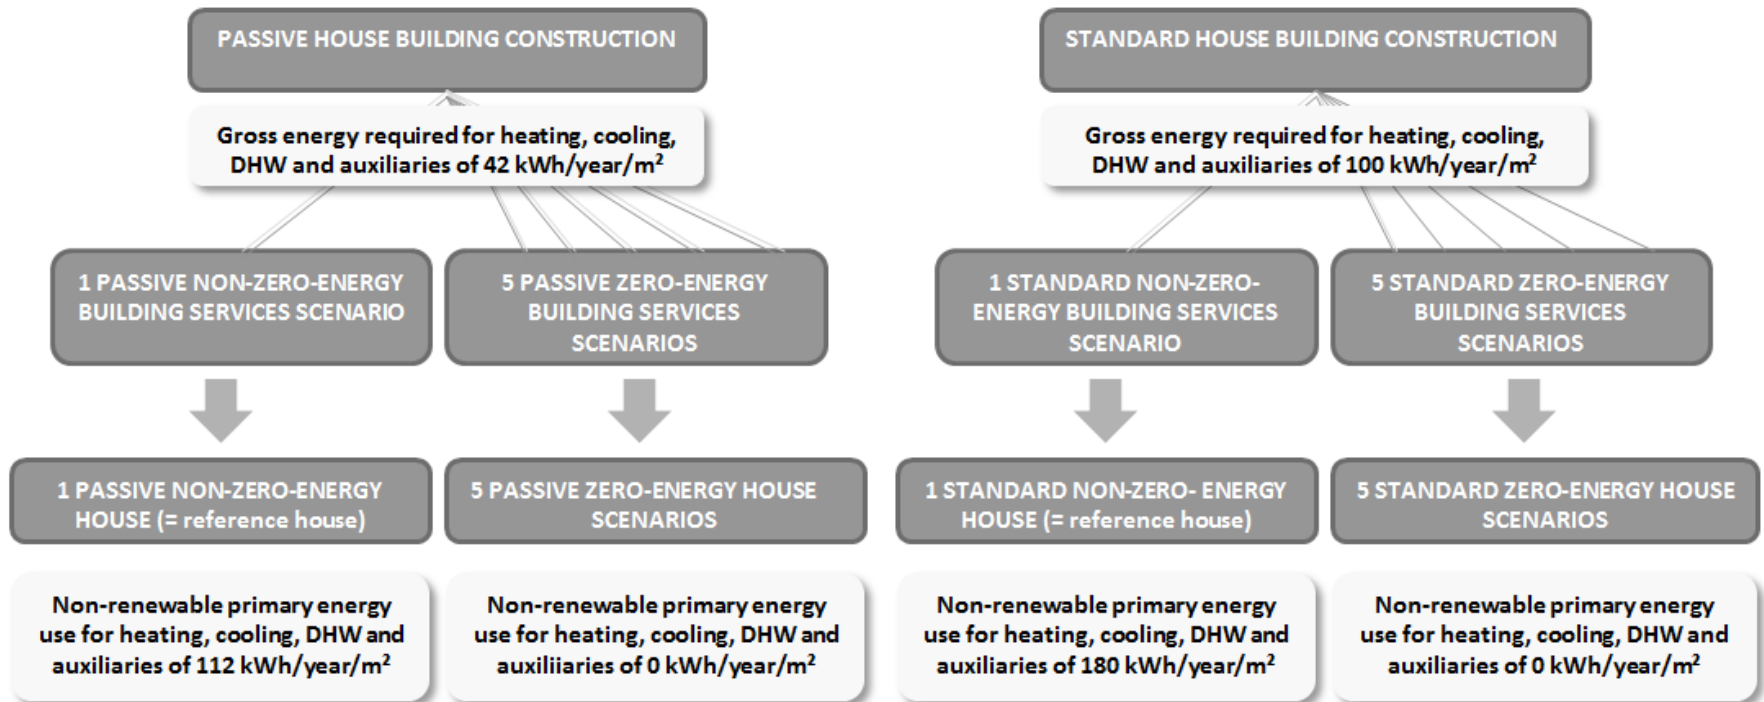 PASSIVE HOUSE BUILDING CONSTRUCTION
Gross energy required for heating, cooling,
DHW and auxiliaries of 42 kWh/year/m²
1 PASSIVE NON-ZERO-ENERGY
BUILDING SERVICES SCENARIO
5 PASSIVE ZERO-ENERGY
BUILDING SERVICES
SCENARIOS
1 PASSIVE NON-ZERO-ENERGY
HOUSE (= reference house)
5 PASSIVE ZERO-ENERGY HOUSE
SCENARIOS
Non-renewable primary energy
use for heating, cooling, DHW and
auxiliaries of 112 kWh/year/m²
Non-renewable primary energy
use for heating, cooling, DHW and
auxiliiaries of 0 kWh/year/m²
STANDARD HOUSE BUILDING CONSTRUCTION
Gross energy required for heating, cooling,
DHW and auxiliaries of 100 kWh/year/m²
1 STANDARD NON-ZERO-
ENERGY BUILDING SERVICES
SCENARIO
5 STANDARD ZERO-ENERGY
BUILDING SERVICES
SCENARIOS
1 STANDARD NON-ZERO- ENERGY
HOUSE (= reference house)
5 STANDARD ZERO-ENERGY HOUSE
SCENARIOS
Non-renewable primary energy
use for heating, cooling, DHW and
auxiliaries of 180 kWh/year/m²
Non-renewable primary energy
use for heating, cooling, DHW and
auxiliaries of 0 kWh/year/m²